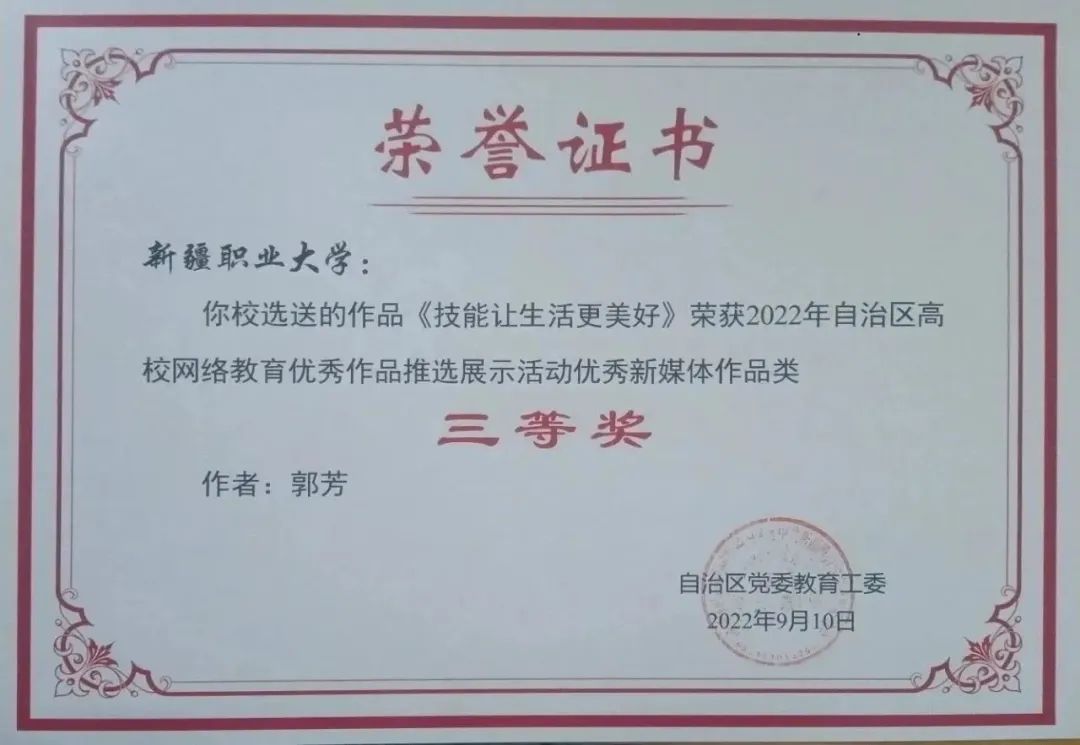 荣誉证书
新疆职业大学：
你校选送的作品《技能让生活更美好》荣获2022年自治区高
校网络教育优秀作品推选展示活动优秀新媒体作品类
三等奖
作者：郭芳
自治区党委教育工委
2022年9月10日